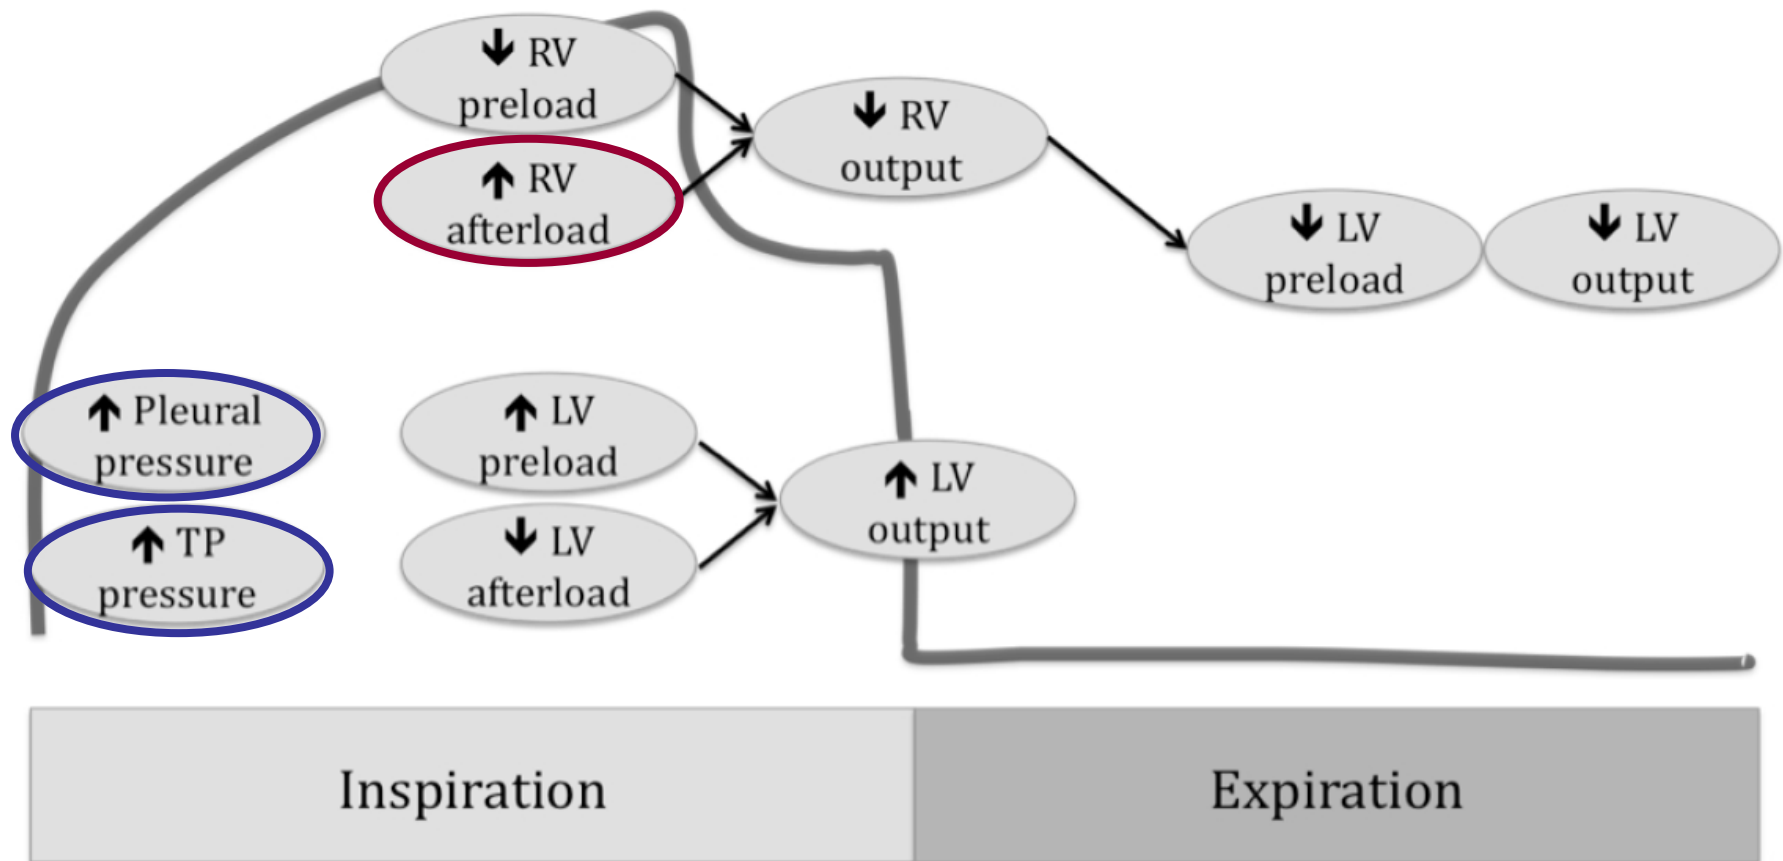 ↓ RV
preload
↑ RV
afterload
↓ RV
output
↓ LV
preload
↓ LV
output
↑ Pleural
pressure
↑ TP
pressure
↑ LV
preload
↓ LV
afterload
↑ LV
output
Inspiration
Expiration